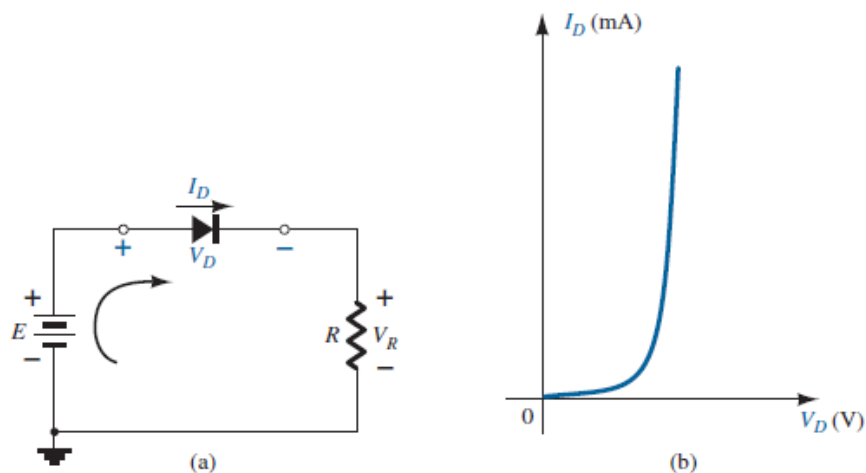 I_D (mA)
I_D
+ V_D −
+
E
−
+
R V_R
−
0
V_D (V)
(a)
(b)